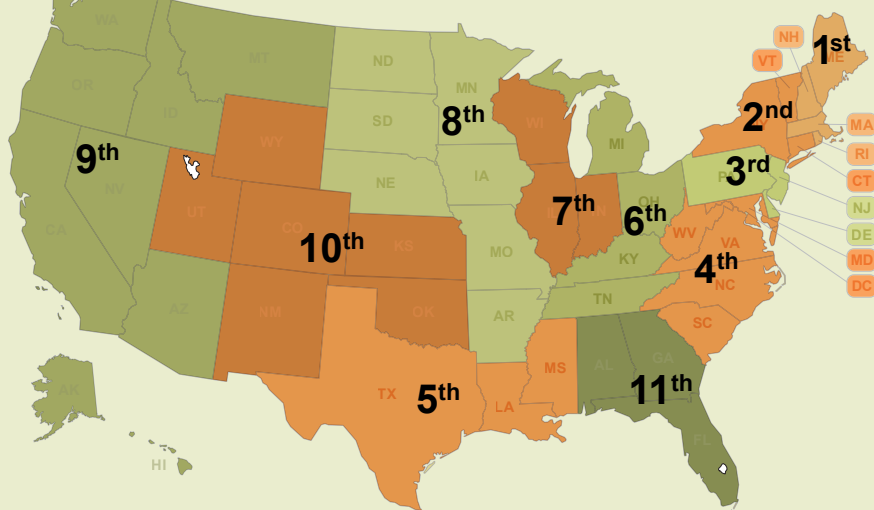 WA
MT
ND
MN
OR
ID
SD
WY
WI
MI
NH
VT
1st
ME
2nd
NY
MA
RI
CT
NJ
DE
MD
DC
8th
9th
NV
UT
CA
NE
IA
3rd
PA
7th
IL
IN
OH
6th
10th
CO
KS
MO
KY
WV
VA
4th
NC
AZ
NM
OK
AR
TN
SC
TX
5th
LA
MS
AL
GA
11th
FL
AK
HI